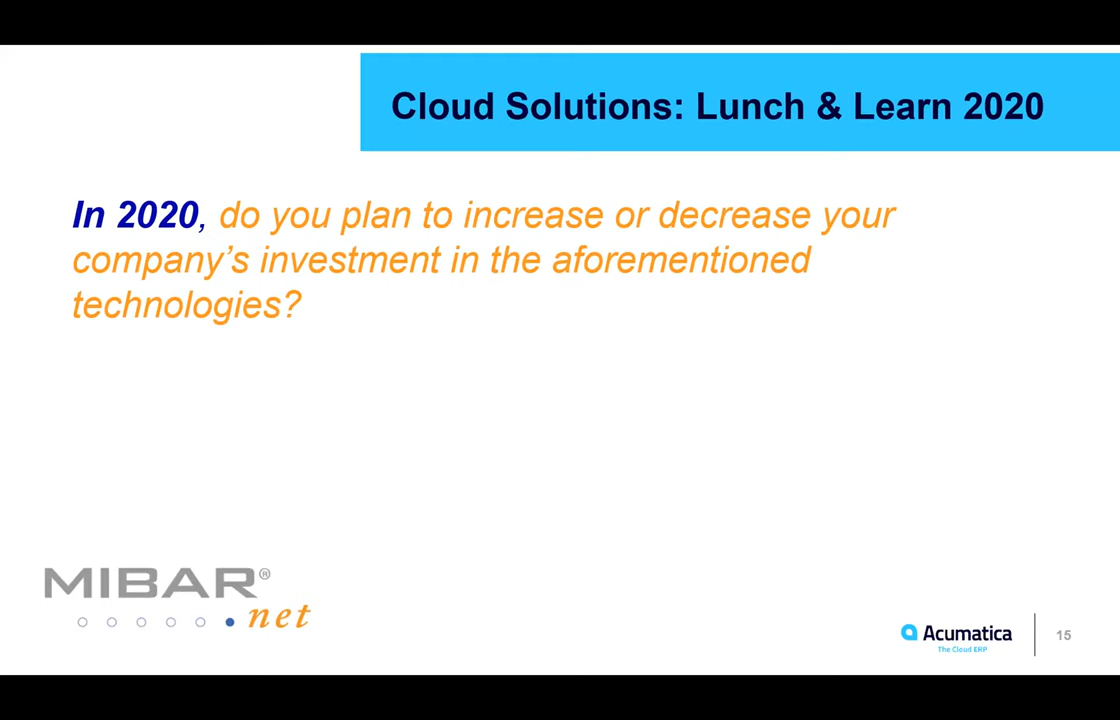 Cloud Solutions: Lunch & Learn 2020
In 2020, do you plan to increase or decrease your
company’s investment in the aforementioned
technologies?
MIBAR®
net
Acumatica
The Cloud ERP
15